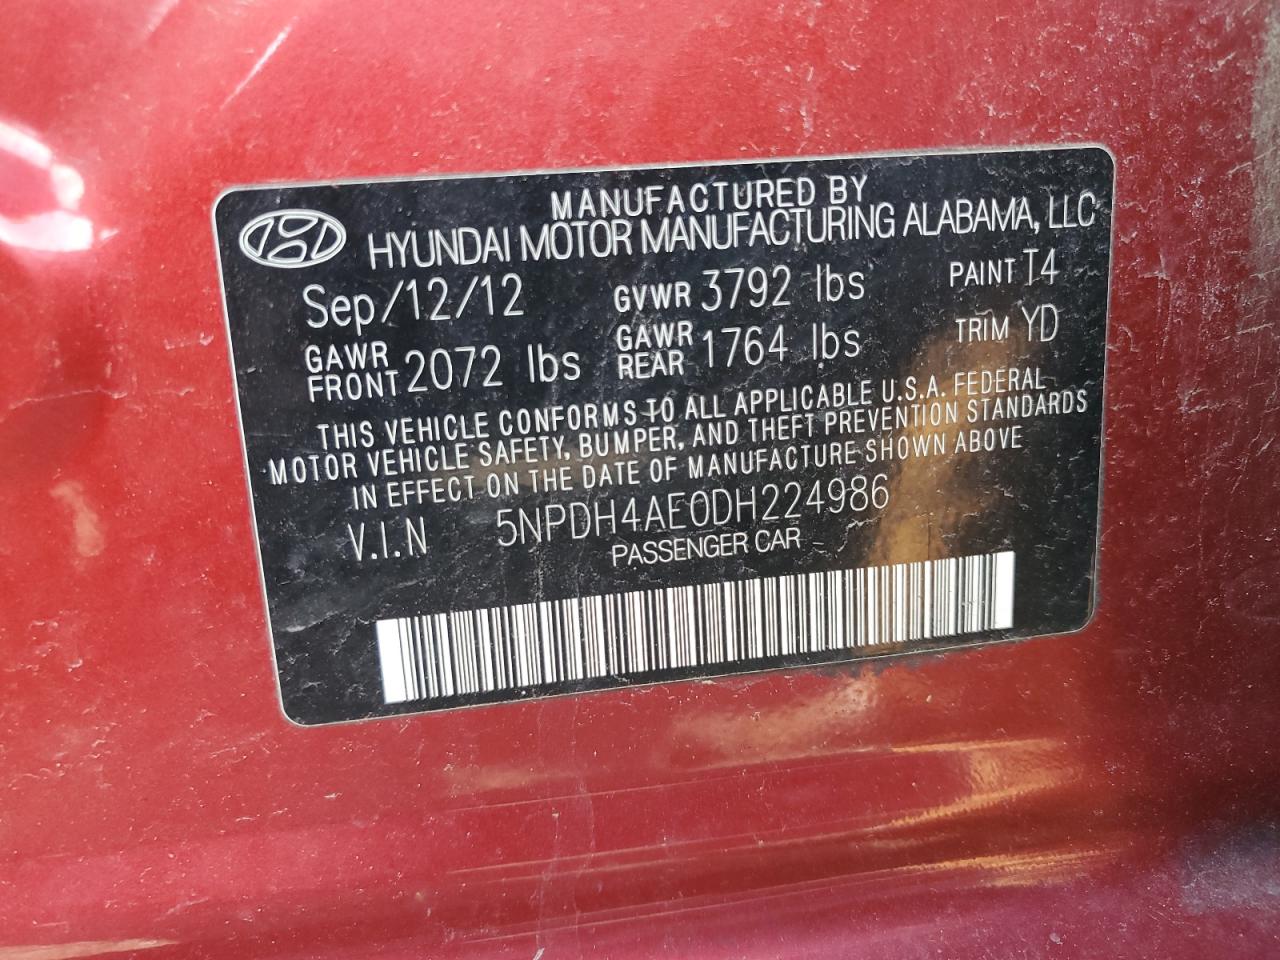 MANUFACTURED BY
HYUNDAI MOTOR MANUFACTURING ALABAMA, LLC
Sep/12/12 GVWR 3792 lbs PAINT T4
GAWR FRONT 2072 lbs GAWR REAR 1764 lbs TRIM YD
THIS VEHICLE CONFORMS TO ALL APPLICABLE U.S.A. FEDERAL
MOTOR VEHICLE SAFETY, BUMPER, AND THEFT PREVENTION STANDARDS
IN EFFECT ON THE DATE OF MANUFACTURE SHOWN ABOVE
V.I.N 5NPDH4AE0DH224986
PASSENGER CAR